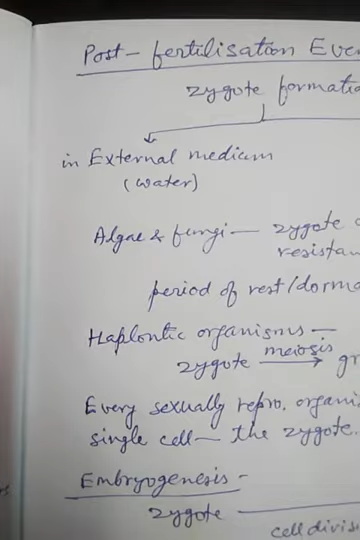 Post - fertilisation Eve
zygote formatio
in External medium
(water)
Algae & fungi — zygote
resistan
period of rest/dorma
Haplontic organisms —
zygote meiosis → gr
Every sexually repro. organi
single cell — the zygote.
Embryogenesis -
zygote —
cell divis